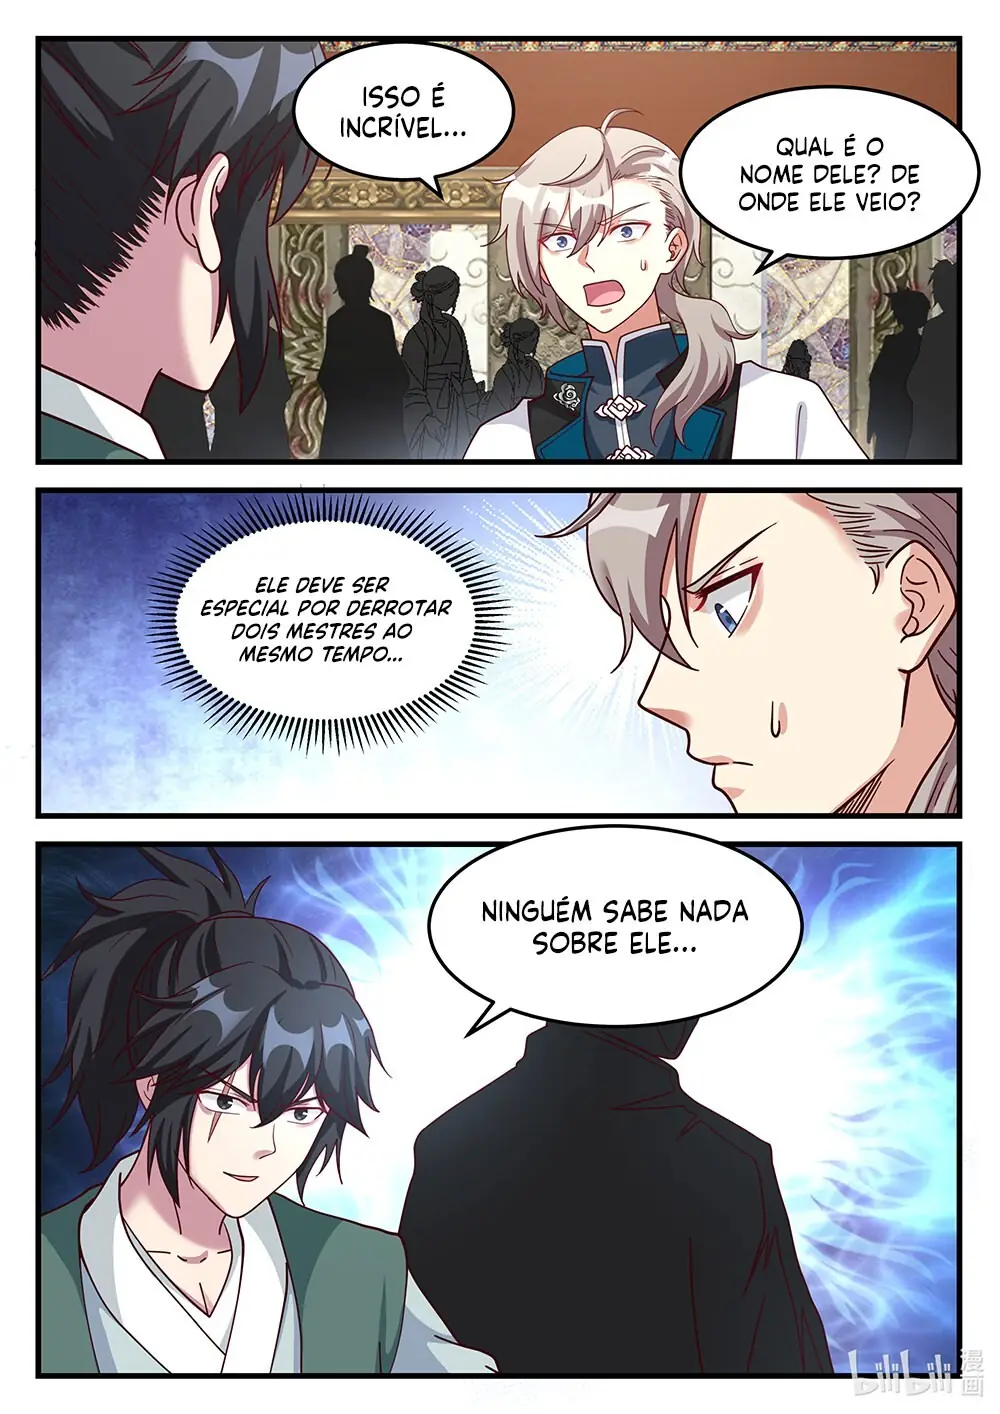 ISSO É
INCRÍVEL...
QUAL É O
NOME DELE? DE
ONDE ELE VEIO?
ELE DEVE SER
ESPECIAL POR DERROTAR
DOIS MESTRES AO
MESMO TEMPO...
NINGUÉM SABE NADA
SOBRE ELE...
bilibili 漫画